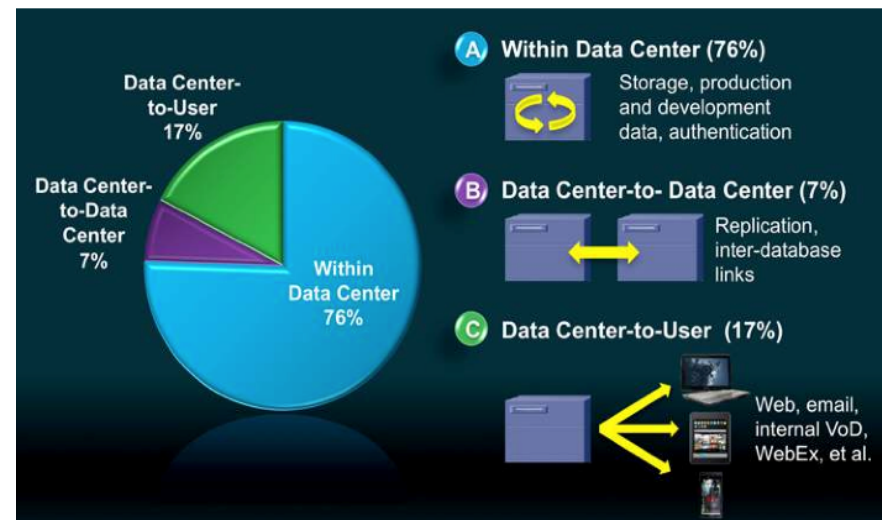 Data Center-
to-User
17%
Data Center-
to-Data
Center
7%
Within
Data Center
76%
A Within Data Center (76%)
Storage, production
and development
data, authentication
B Data Center-to- Data Center (7%)
Replication,
inter-database
links
C Data Center-to-User (17%)
Web, email,
internal VoD,
WebEx, et al.